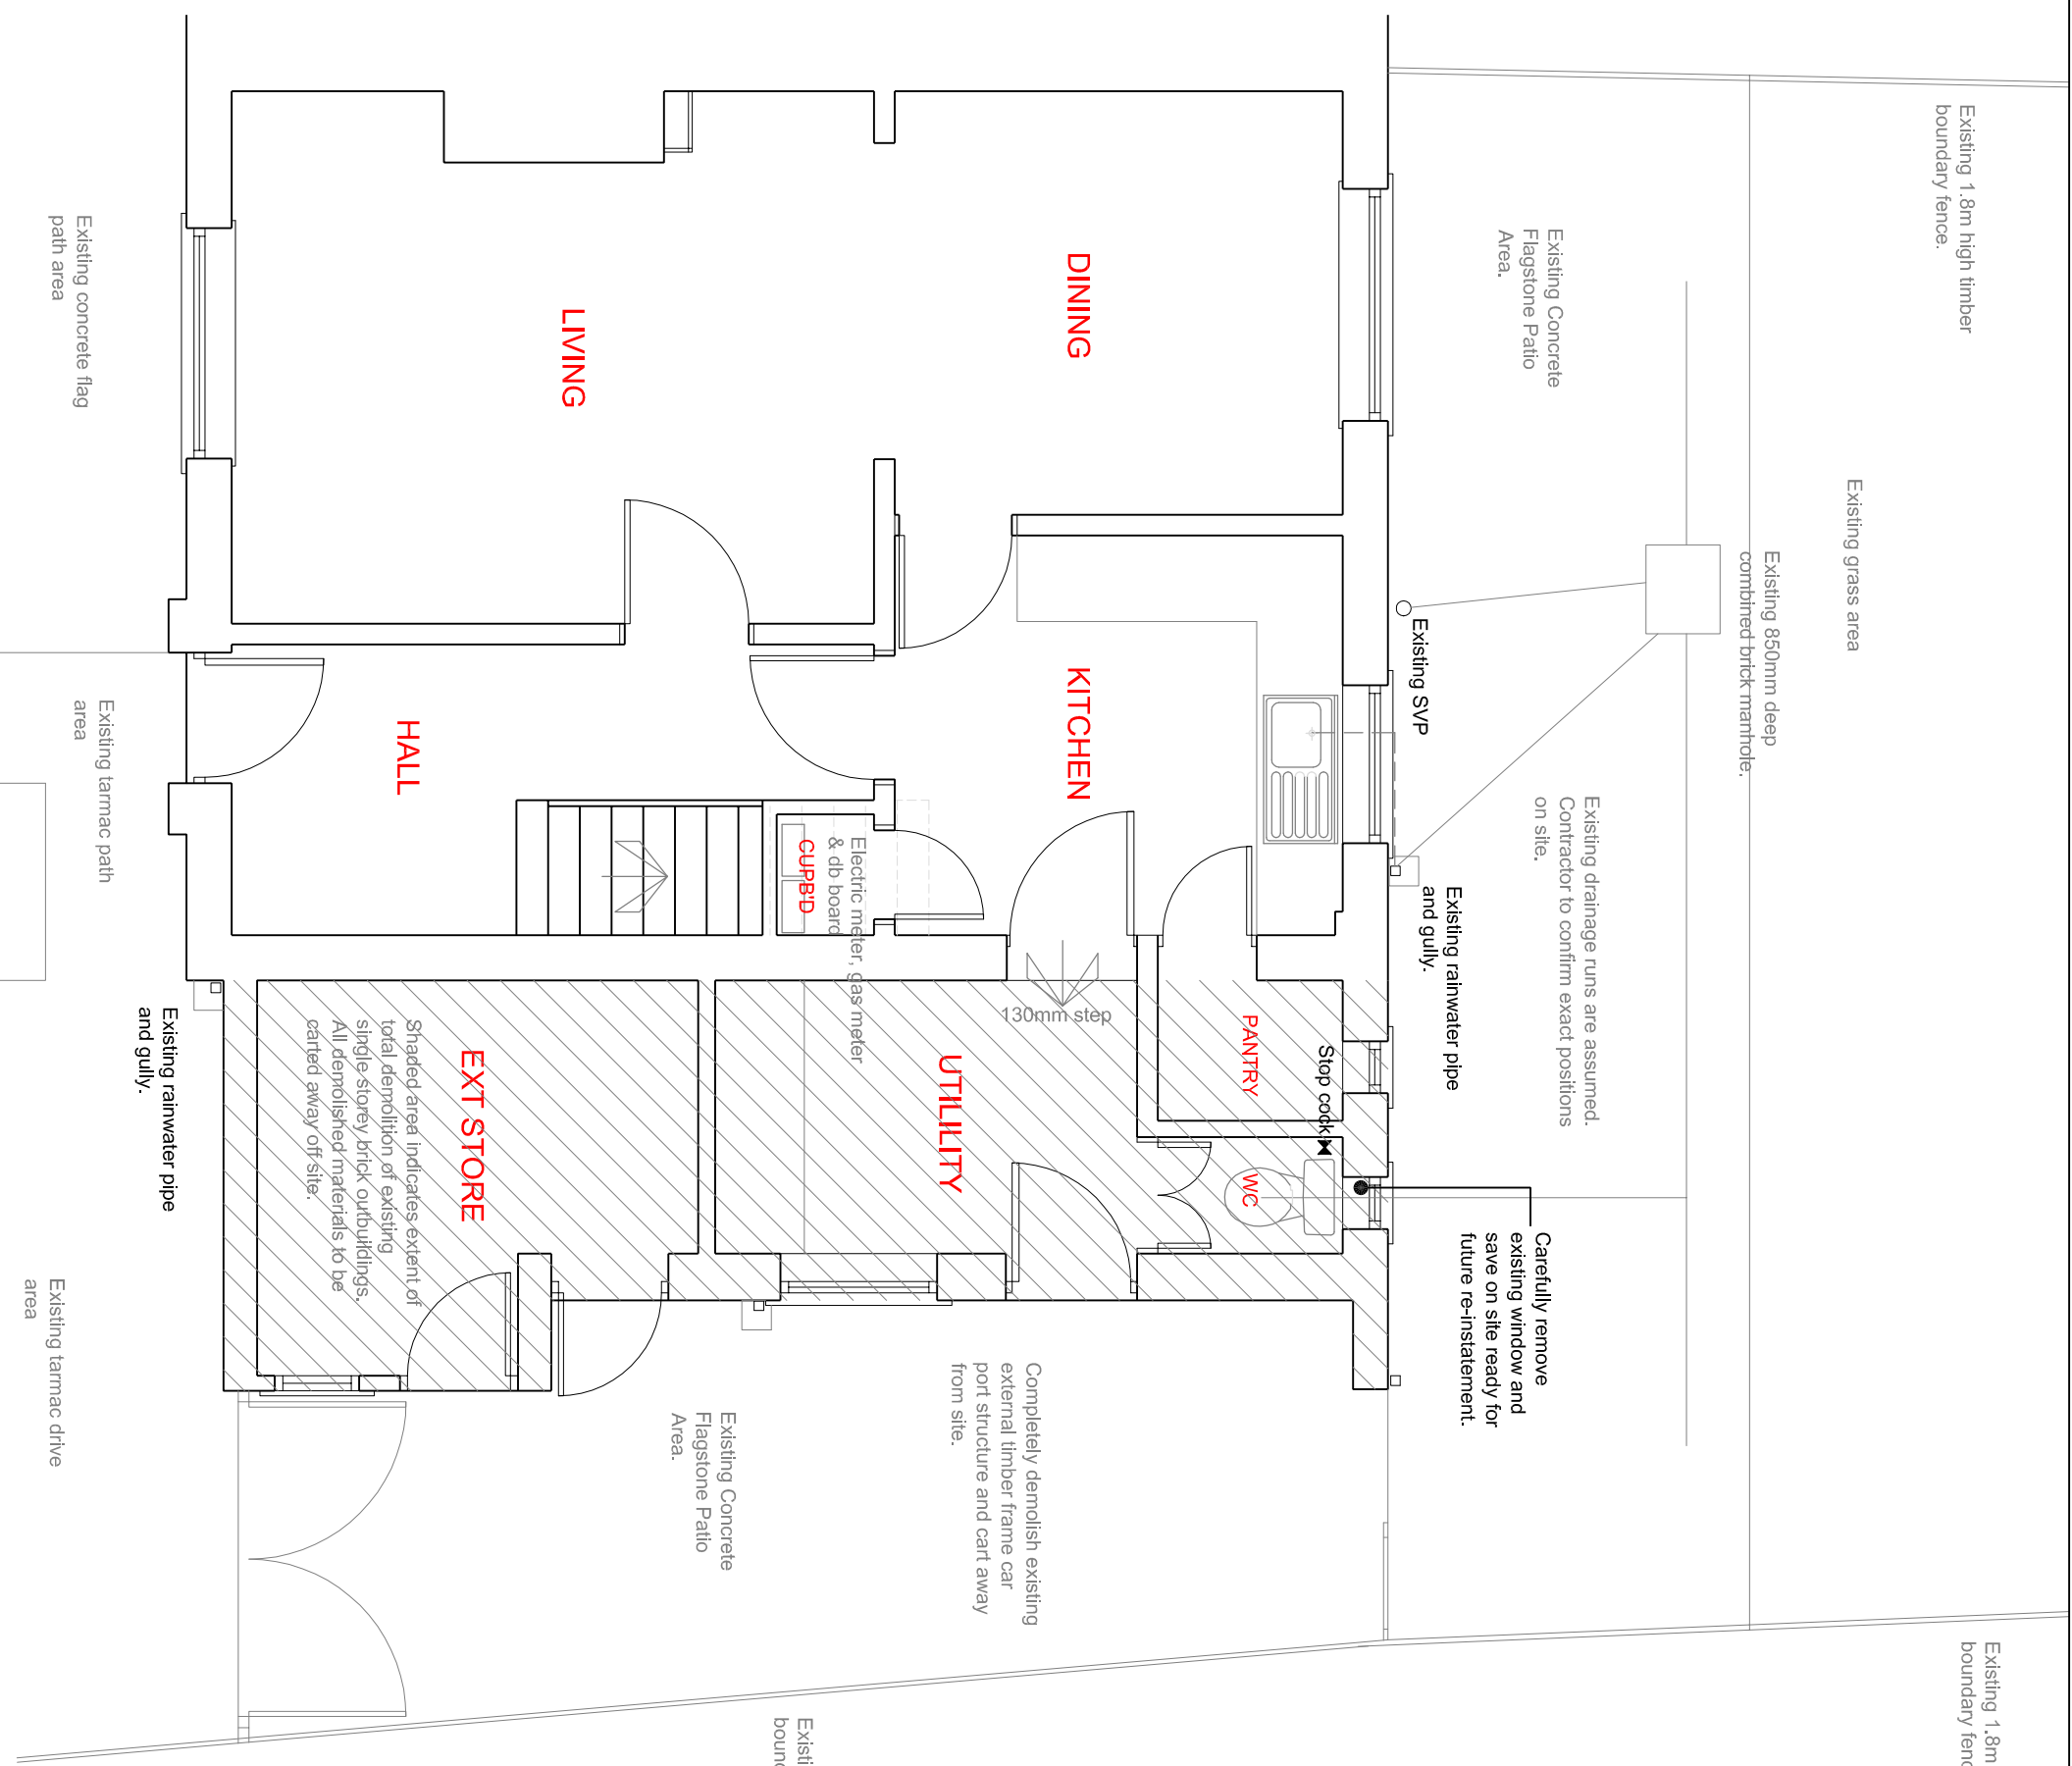 Existing 1.8m high timber
boundary fence.
Existing grass area
Existing 850mm deep
combined brick manhole.
Existing Concrete
Flagstone Patio
Area.
Existing drainage runs are assumed.
Contractor to confirm exact positions
on site.
Existing SVP
Existing rainwater pipe
and gully.
Carefully remove
existing window and
save on site ready for
future re-instatement.
Existing 1.8m
DINING
KITCHEN
PANTRY
Stop cock
WC
130mm step
UTILILITY
Completely demolish existing
external timber frame car
port structure and cart away
from site.
Electric meter, gas meter
& db board
CUPB'D
LIVING
HALL
EXT STORE
Shaded area indicates extent of
total demolition of existing
single storey brick outbuildings.
All demolished materials to be
carted away off site.
Existing Concrete
Flagstone Patio
Area.
Existing rainwater pipe
and gully.
Existing concrete flag
path area
Existing tarmac path
area
Existing tarmac drive
area